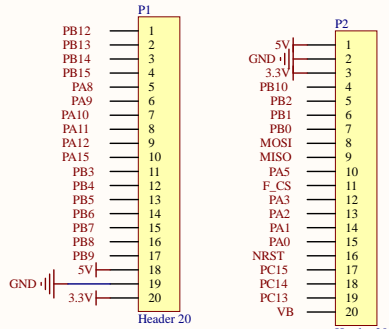 P1
PB12 1
PB13 2
PB14 3
PB15 4
PA8 5
PA9 6
PA10 7
PA11 8
PA12 9
PA15 10
PB3 11
PB4 12
PB5 13
PB6 14
PB7 15
PB8 16
PB9 17
5V 18
GND 19
3.3V 20
Header 20
P2
5V 1
GND 2
3.3V 3
PB10 4
PB2 5
PB1 6
PB0 7
MOSI 8
MISO 9
PA5 10
F_CS 11
PA3 12
PA2 13
PA1 14
PA0 15
NRST 16
PC15 17
PC14 18
PC13 19
VB 20